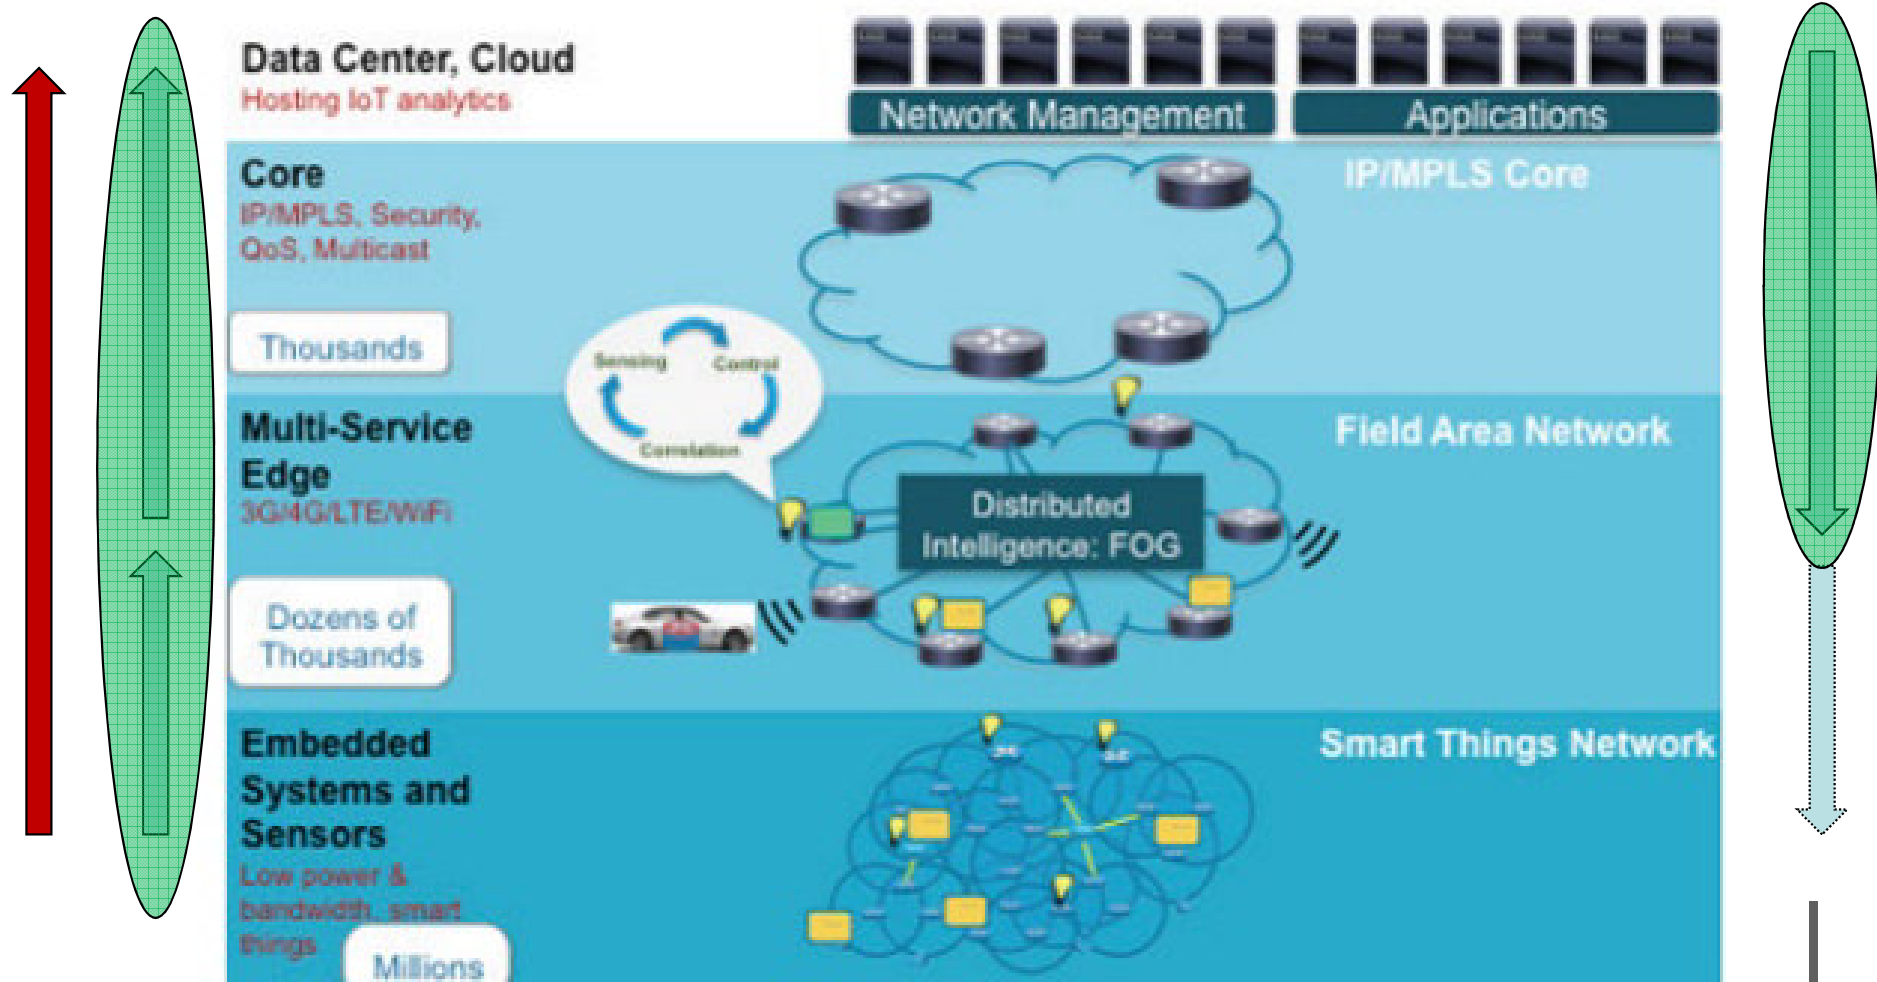 Data Center, Cloud
Hosting IoT analytics
Network Management
Applications
Core
IP/MPLS, Security,
QoS, Multicast
IP/MPLS Core
Thousands
Sensing
Control
Correlation
Multi-Service
Edge
3G/4G/LTE/WiFi
Field Area Network
Distributed
Intelligence: FOG
Dozens of
Thousands
Embedded
Systems and
Sensors
Low power &
bandwidth, smart
things
Smart Things Network
Millions